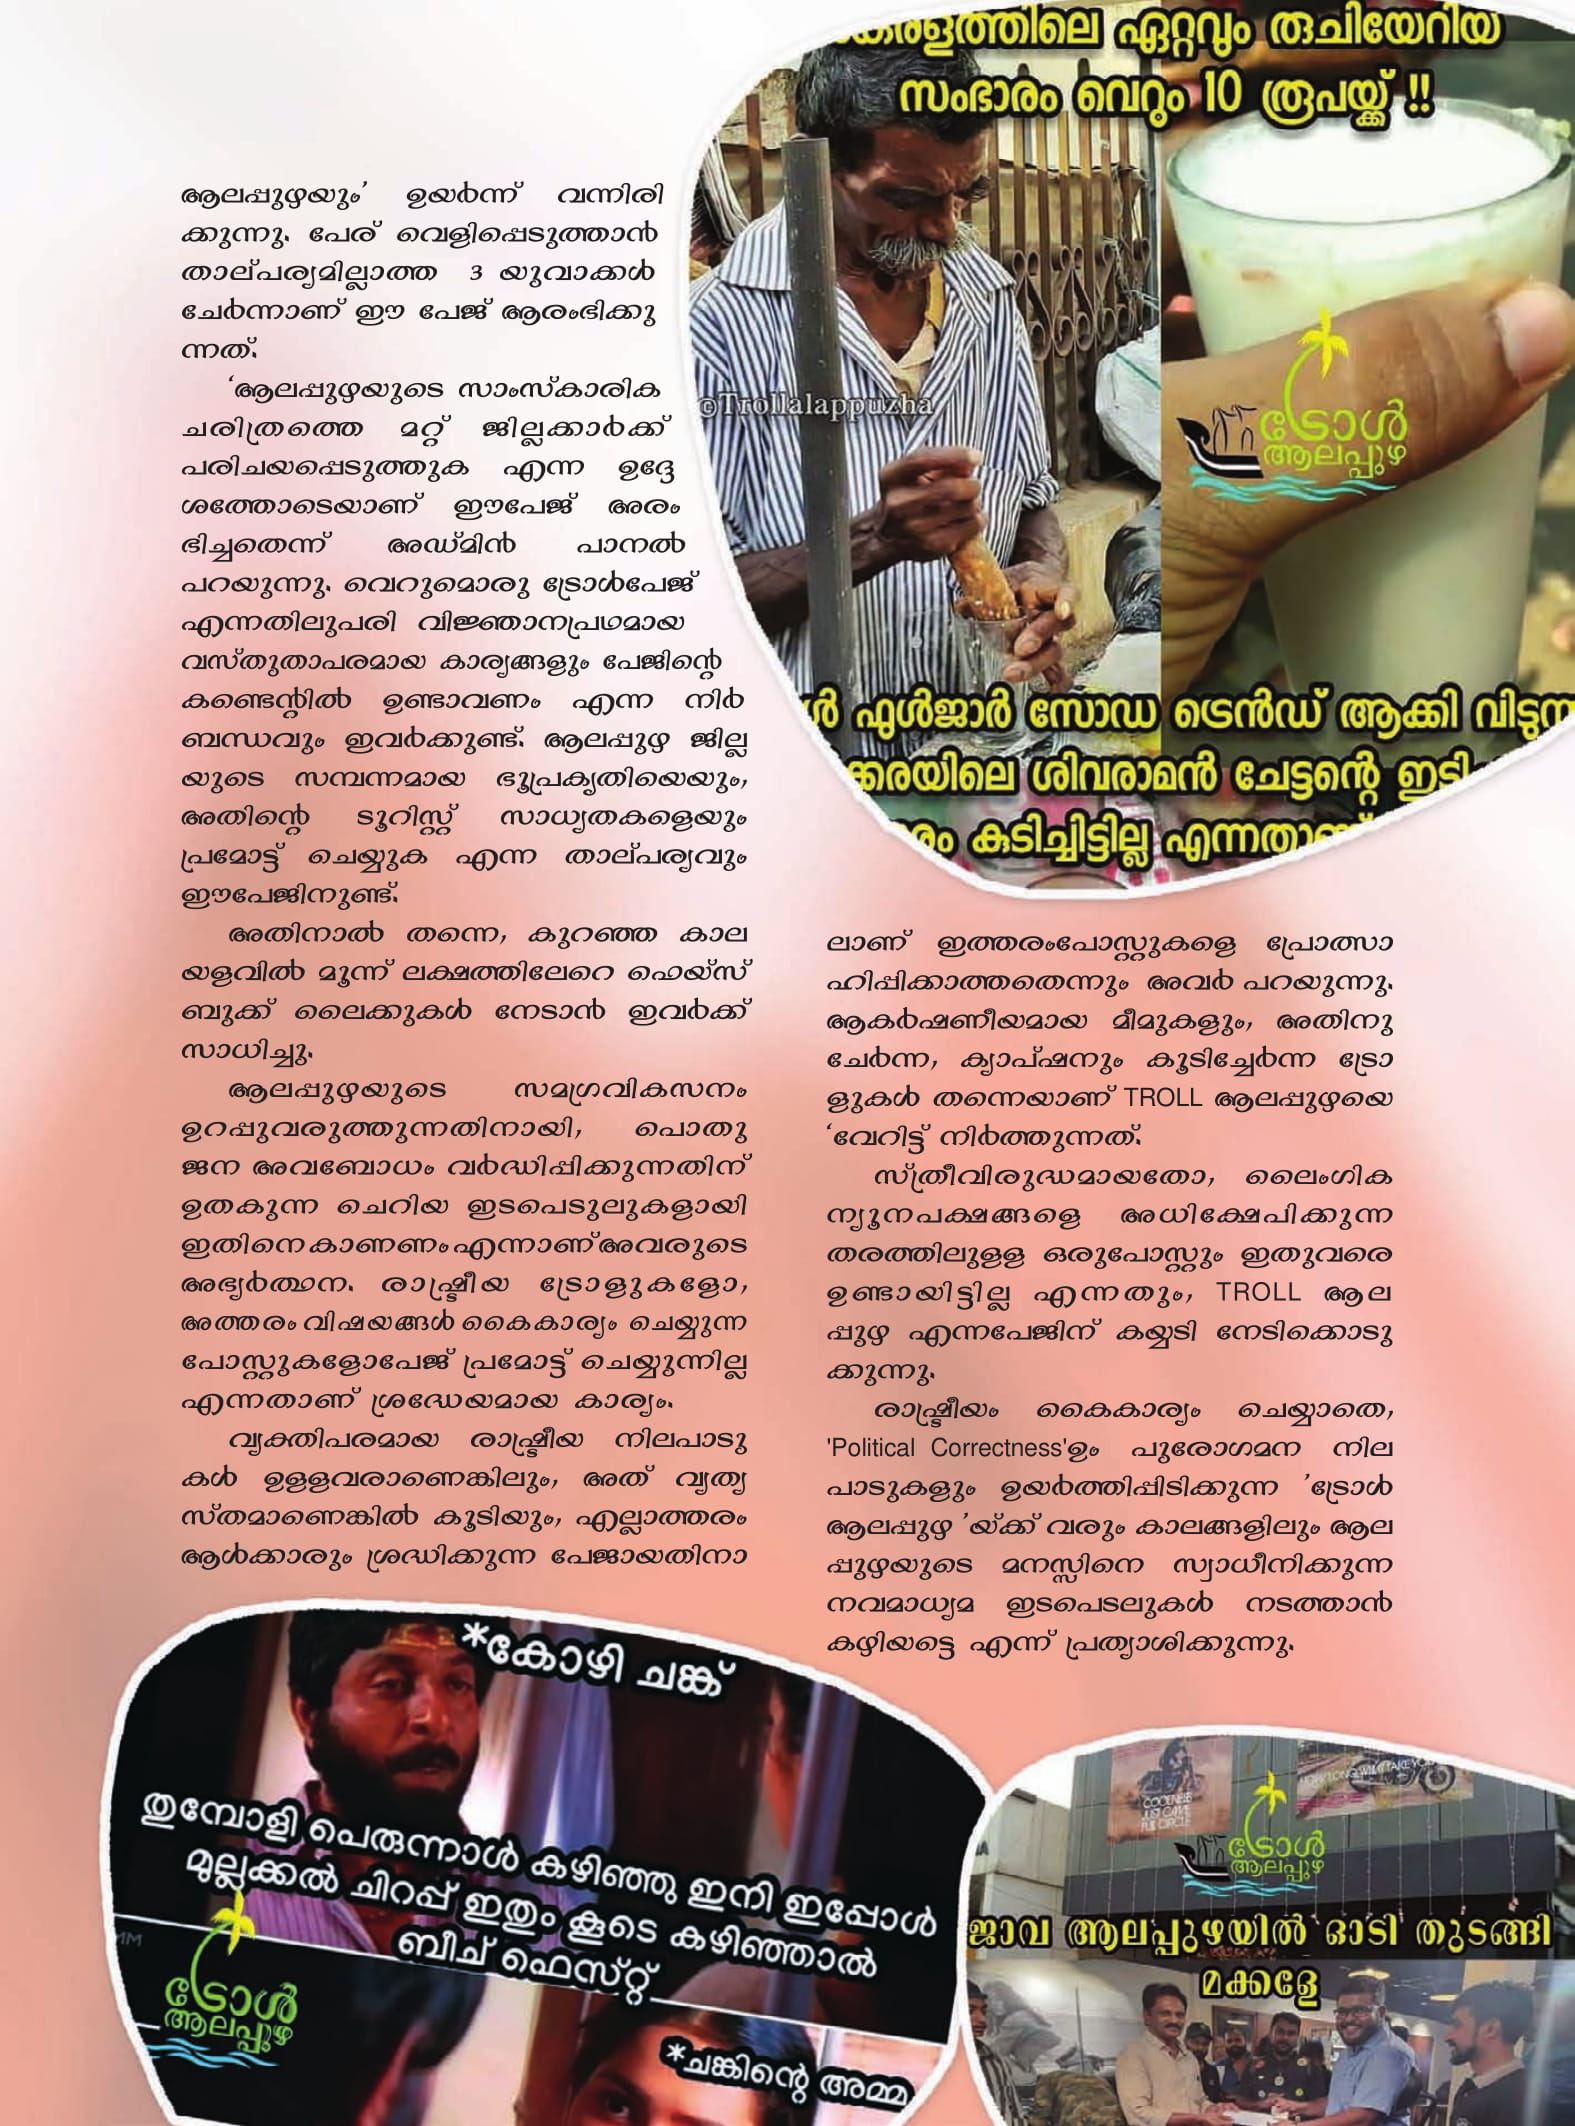 ആലപ്പുഴയും' ഉയർന്ന് വന്നിരി
ക്കുന്നു. പേര് വെളിപ്പെടുത്താൻ
താല്പര്യമില്ലാത്ത 3 യുവാക്കൾ
ചേർന്നാണ് ഈ പേജ് ആരംഭിക്കു
ന്നത്.
'ആലപ്പുഴയുടെ സാംസ്കാരിക
ചരിത്രത്തെ മറ്റ് ജില്ലക്കാർക്ക്
പരിചയപ്പെടുത്തുക എന്ന ഉദ്ദേ
ശത്തോടെയാണ് ഈപേജ് അരം
ഭിച്ചതെന്ന് അഡ്മിൻ പാനൽ
പറയുന്നു. വെറുമൊരു ട്രോൾപേജ്
എന്നതിലുപരി വിജ്ഞാനപ്രഥമായ
വസ്തുതാപരമായ കാര്യങ്ങളും പേജിന്റെ
കണ്ടെന്റിൽ ഉണ്ടാവണം എന്ന നിർ
ബന്ധവും ഇവർക്കുണ്ട്. ആലപ്പുഴ ജില്ല
യുടെ സമ്പന്നമായ ഭൂപ്രകൃതിയെയും,
അതിന്റെ ടൂറിസ്റ്റ് സാധ്യതകളെയും
പ്രമോട്ട് ചെയ്യുക എന്ന താല്പര്യവും
ഈപേജിനുണ്ട്.
അതിനാൽ തന്നെ, കുറഞ്ഞ കാല
യളവിൽ മൂന്ന് ലക്ഷത്തിലേറെ ഫെയ്സ്
ബുക്ക് ലൈക്കുകൾ നേടാൻ ഇവർക്ക്
സാധിച്ചു.
ആലപ്പുഴയുടെ സമഗ്രവികസനം
ഉറപ്പുവരുത്തുന്നതിനായി, പൊതു
ജന അവബോധം വർദ്ധിപ്പിക്കുന്നതിന്
ഉതകുന്ന ചെറിയ ഇടപെടുലുകളായി
ഇതിനെ കാണണം എന്നാണ് അവരുടെ
അഭ്യർത്ഥന. രാഷ്ട്രീയ ട്രോളുകളോ,
അത്തരം വിഷയങ്ങൾ കൈകാര്യം ചെയ്യുന്ന
പോസ്റ്റുകളോപേജ് പ്രമോട്ട് ചെയ്യുന്നില്ല
എന്നതാണ് ശ്രദ്ധേയമായ കാര്യം.
വ്യക്തിപരമായ രാഷ്ട്രീയ നിലപാടു
കൾ ഉള്ളവരാണെങ്കിലും, അത് വ്യത്യ
സ്തമാണെങ്കിൽ കൂടിയും, എല്ലാത്തരം
ആൾക്കാരും ശ്രദ്ധിക്കുന്ന പേജായതിനാ
കേരളത്തിലെ ഏറ്റവും രുചിയേറിയ
സംഭാരം വെറും 10 രൂപയ്ക്ക് !!
©Trollalappuzha
ട്രോൾ
ആലപ്പുഴ
ഫുൾജാർ സോഡ ട്രെൻഡ് ആക്കി വിടുന്ന
ക്കരയിലെ ശിവരാമൻ ചേട്ടന്റെ ഇടി
കുടിച്ചിട്ടില്ല എന്നതാണ്
ലാണ് ഇത്തരംപോസ്റ്റുകളെ പ്രോത്സാ
ഹിപ്പിക്കാത്തതെന്നും അവർ പറയുന്നു.
ആകർഷണീയമായ മീമുകളും, അതിനു
ചേർന്ന, ക്യാപ്ഷനും കൂടിച്ചേർന്ന ട്രോ
ളുകൾ തന്നെയാണ് TROLL ആലപ്പുഴയെ
'വേറിട്ട് നിർത്തുന്നത്.
സ്ത്രീവിരുദ്ധമായതോ, ലൈംഗിക
ന്യൂനപക്ഷങ്ങളെ അധിക്ഷേപിക്കുന്ന
തരത്തിലുള്ള ഒരുപോസ്റ്റും ഇതുവരെ
ഉണ്ടായിട്ടില്ല എന്നതും, TROLL ആല
പ്പുഴ എന്നപേജിന് കയ്യടി നേടിക്കൊടു
ക്കുന്നു.
രാഷ്ട്രീയം കൈകാര്യം ചെയ്യാതെ,
'Political Correctness'ഉം പുരോഗമന നില
പാടുകളും ഉയർത്തിപ്പിടിക്കുന്ന 'ട്രോൾ
ആലപ്പുഴ 'യ്ക്ക് വരും കാലങ്ങളിലും ആല
പ്പുഴയുടെ മനസ്സിനെ സ്വാധീനിക്കുന്ന
നവമാധ്യമ ഇടപെടലുകൾ നടത്താൻ
കഴിയട്ടെ എന്ന് പ്രത്യാശിക്കുന്നു.
*കോഴി ചങ്ക്
തുമ്പോളി പെരുന്നാൾ കഴിഞ്ഞു ഇനി ഇപ്പോൾ
മുല്ലക്കൽ ചിറപ്പ് ഇതും കൂടെ കഴിഞ്ഞാൽ
ബീച് ഫെസ്റ്റ്
ട്രോൾ
ആലപ്പുഴ
*ചങ്കിന്റെ അമ്മ
COOLNESS
JUST CAME
FULL CIRCLE
ട്രോൾ
ആലപ്പുഴ
ജാവ ആലപ്പുഴയിൽ ഓടി തുടങ്ങി
മക്കളേ